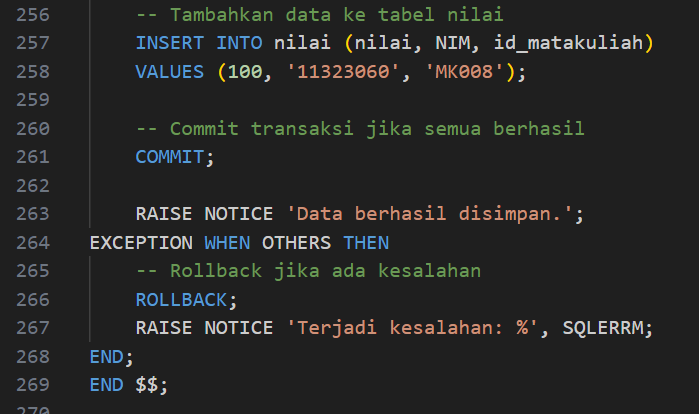 256 -- Tambahkan data ke tabel nilai
257 INSERT INTO nilai (nilai, NIM, id_matakuliah)
258 VALUES (100, '11323060', 'MK008');
259
260 -- Commit transaksi jika semua berhasil
261 COMMIT;
262
263 RAISE NOTICE 'Data berhasil disimpan.';
264 EXCEPTION WHEN OTHERS THEN
265 -- Rollback jika ada kesalahan
266 ROLLBACK;
267 RAISE NOTICE 'Terjadi kesalahan: %', SQLERRM;
268 END;
269 END $$;
270